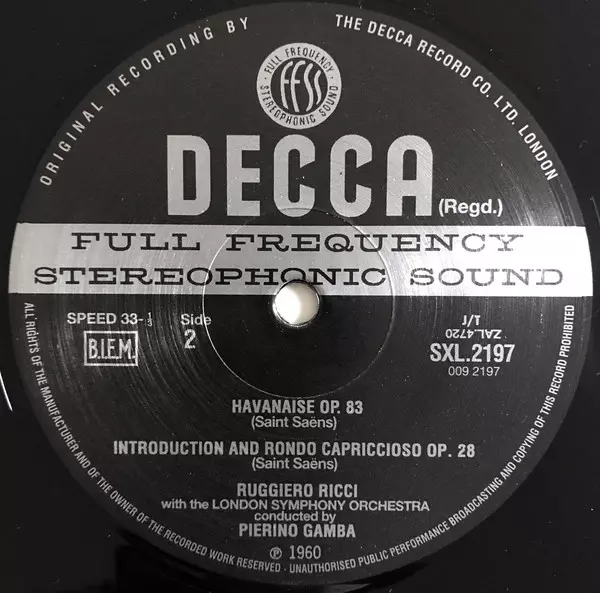 ORIGINAL RECORDING BY
THE DECCA RECORD CO. LTD. LONDON
FULL FREQUENCY
FFSS
STEREOPHONIC SOUND
DECCA (Regd.)
FULL FREQUENCY
STEREOPHONIC SOUND
SPEED 33-1/3
Side
2
B.I.E.M.
1/f
ZAL.4720
SXL.2197
009 2197
HAVANAISE OP. 83
(Saint Saëns)
INTRODUCTION AND RONDO CAPRICCIOSO OP. 28
(Saint Saëns)
RUGGIERO RICCI
with the LONDON SYMPHONY ORCHESTRA
conducted by
PIERINO GAMBA
℗ 1960
ALL RIGHTS OF THE MANUFACTURER AND OF THE OWNER OF THE RECORDED WORK RESERVED - UNAUTHORISED PUBLIC PERFORMANCE BROADCASTING AND COPYING OF THIS RECORD PROHIBITED